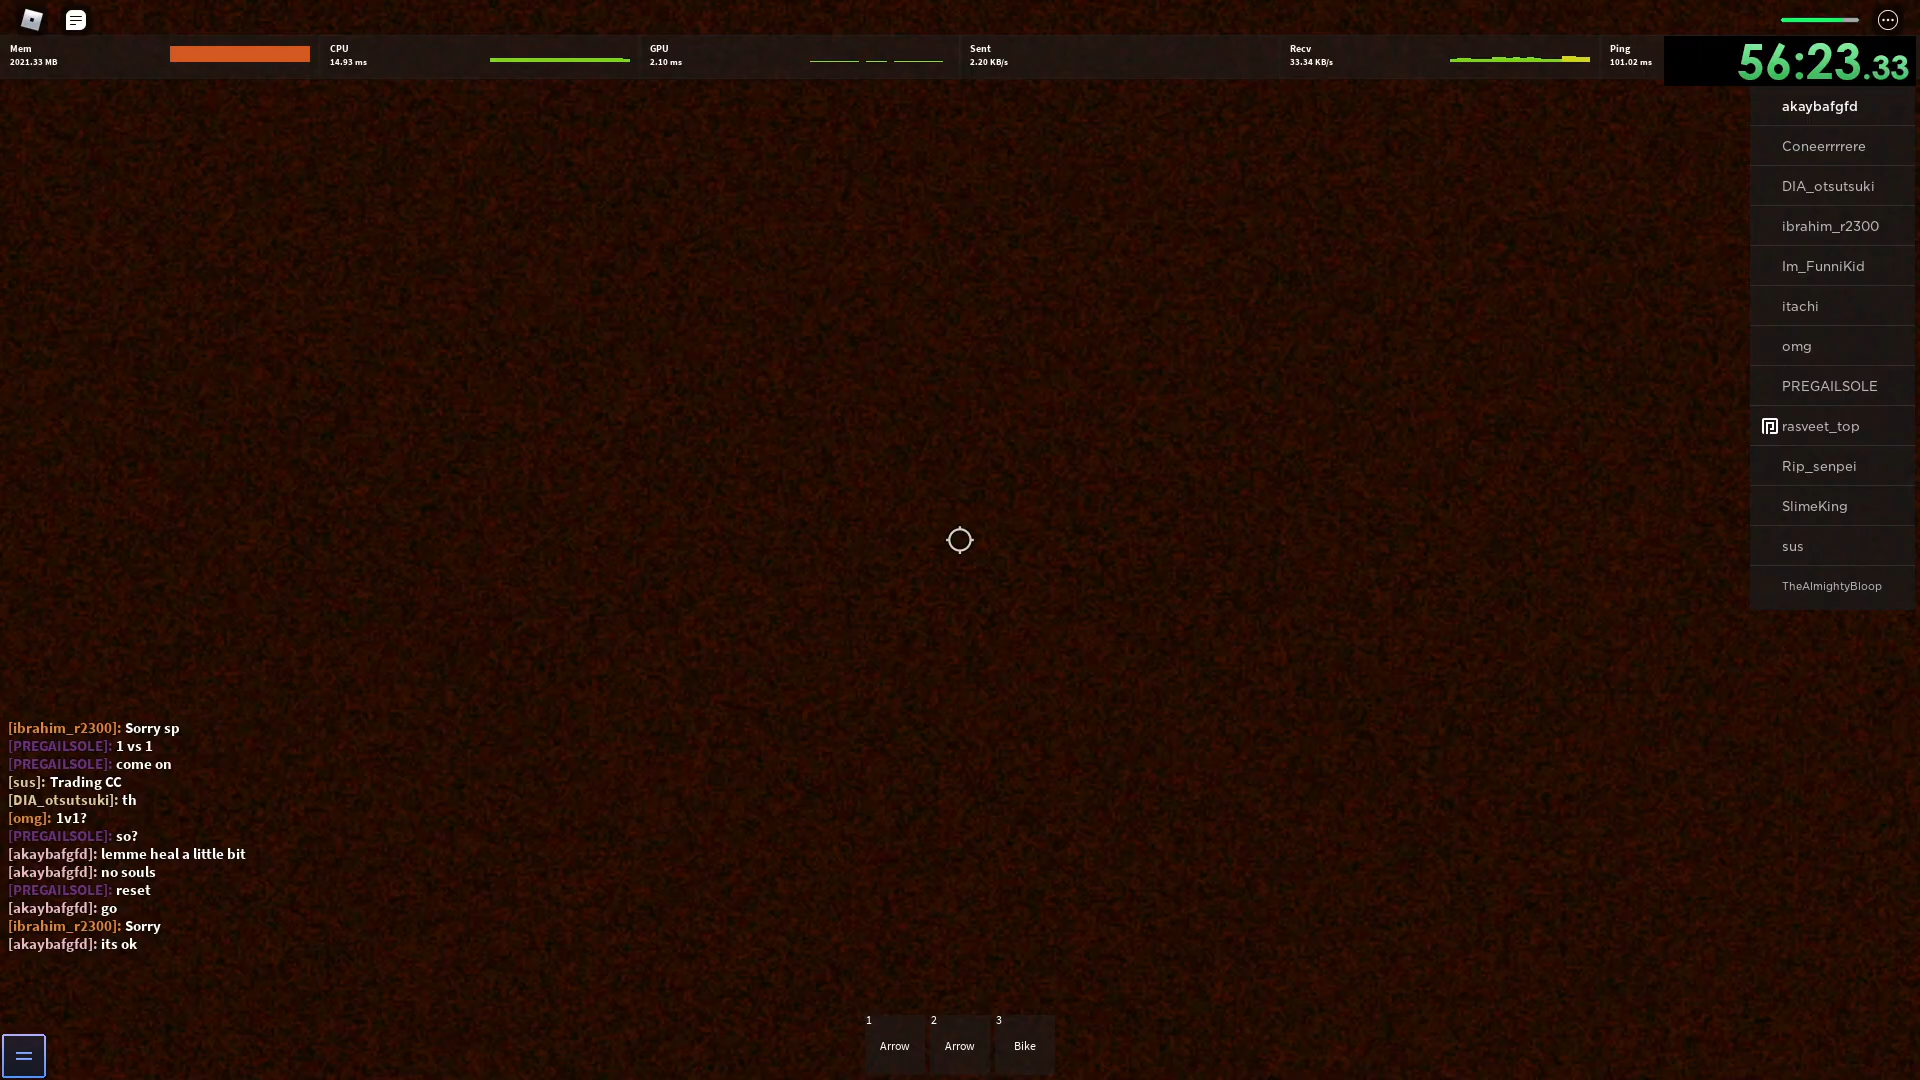 Mem
2021.33 MB
CPU
14.93 ms
GPU
2.10 ms
Sent
2.20 KB/s
Recv
33.34 KB/s
Ping
101.02 ms
56:23.33
akaybafgfd
Coneerrrrere
DIA_otsutsuki
ibrahim_r2300
Im_FunniKid
itachi
omg
PREGAILSOLE
rasveet_top
Rip_senpei
SlimeKing
sus
TheAlmightyBloop
[ibrahim_r2300]: Sorry sp
[PREGAILSOLE]: 1 vs 1
[PREGAILSOLE]: come on
[sus]: Trading CC
[DIA_otsutsuki]: th
[omg]: 1v1?
[PREGAILSOLE]: so?
[akaybafgfd]: lemme heal a little bit
[akaybafgfd]: no souls
[PREGAILSOLE]: reset
[akaybafgfd]: go
[ibrahim_r2300]: Sorry
[akaybafgfd]: its ok
1 2 3
Arrow Arrow Bike